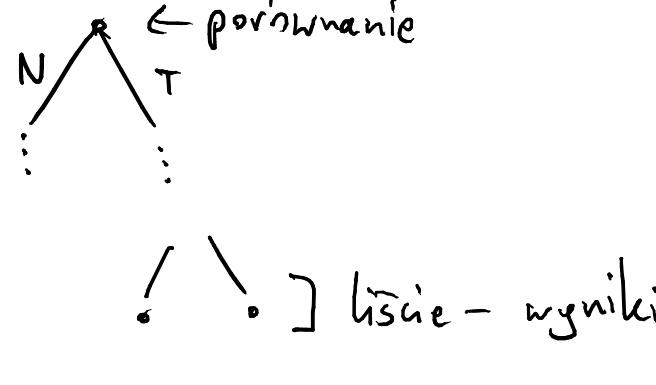 ← porównanie
N T
] liście - wyniki